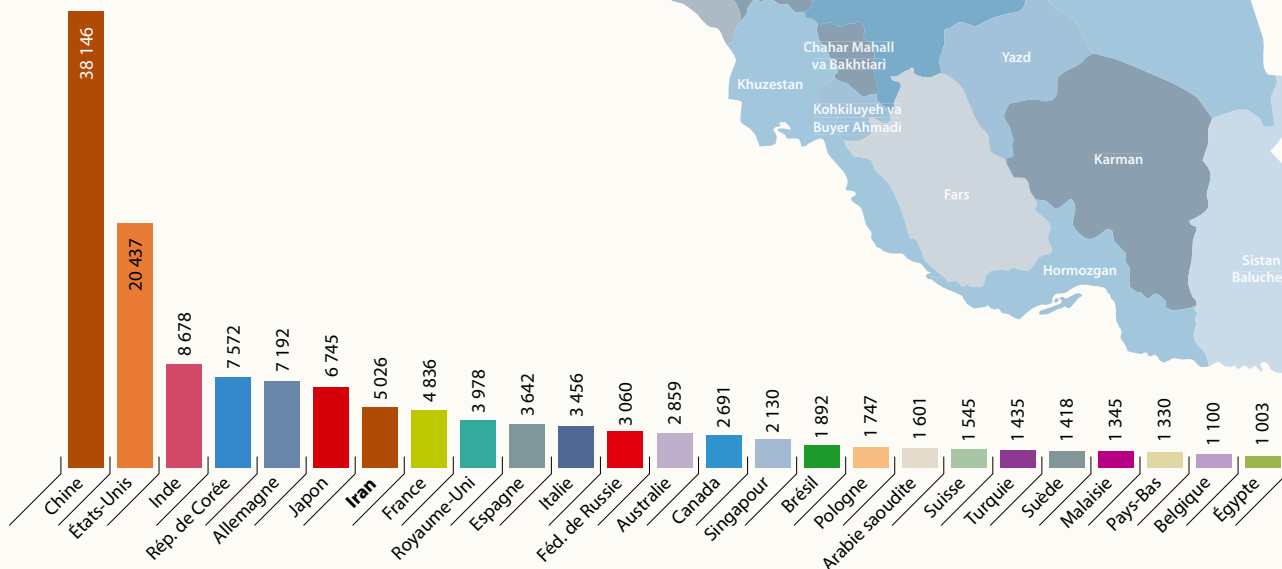 Chahar Mahall
va Bakhtiari
Yazd
Khuzestan
Kohkiluyeh va
Buyer Ahmadi
Karman
Fars
Hormozgan
Sistan
38 146
20 437
8 678
7 572
7 192
6 745
5 026
4 836
3 978
3 642
3 456
3 060
2 859
2 691
2 130
1 892
1 747
1 601
1 545
1 435
1 418
1 345
1 330
1 100
1 003
Chine
États-Unis
Inde
Rép. de Corée
Allemagne
Japon
Iran
France
Royaume-Uni
Espagne
Italie
Féd. de Russie
Australie
Canada
Singapour
Brésil
Pologne
Arabie saoudite
Suisse
Turquie
Suède
Malaisie
Pays-Bas
Belgique
Égypte